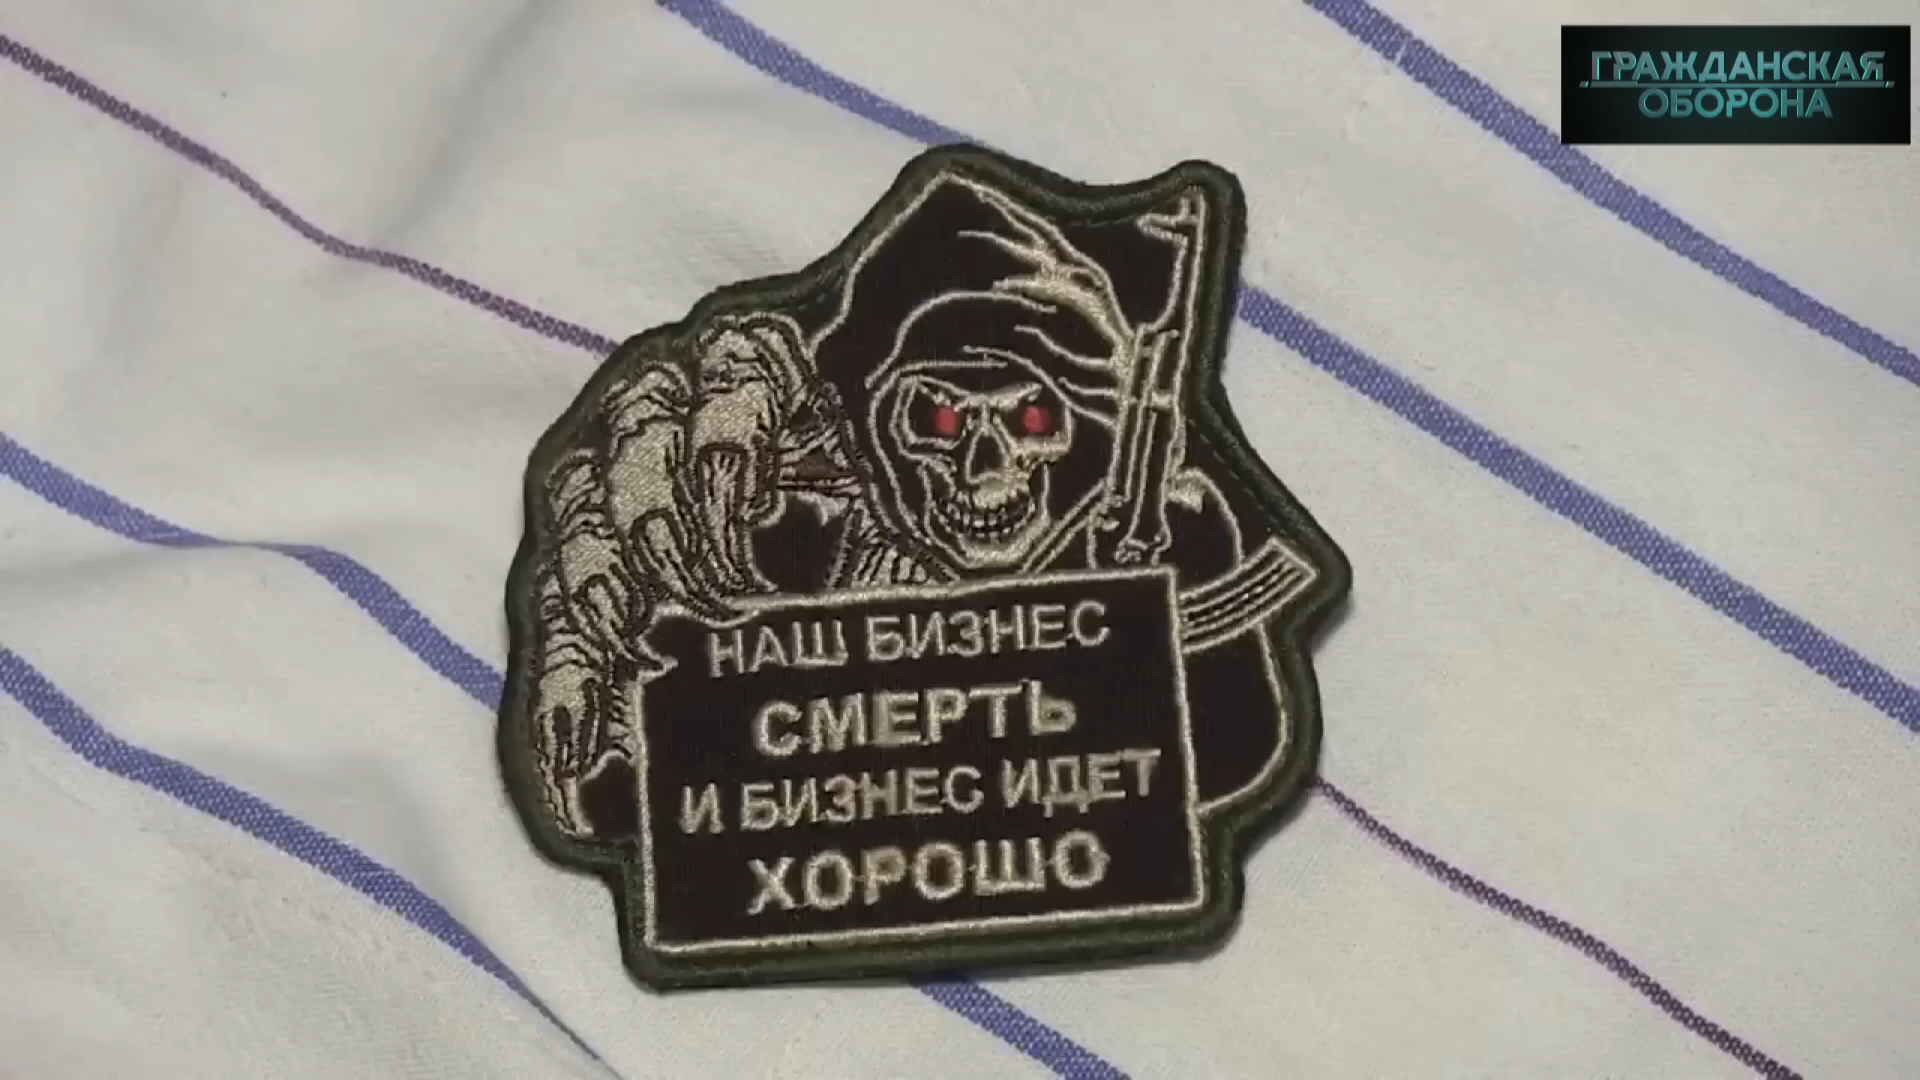 ГРАЖДАНСКАЯ
ОБОРОНА
НАШ БИЗНЕС
СМЕРТЬ
И БИЗНЕС ИДЕТ
ХОРОШО